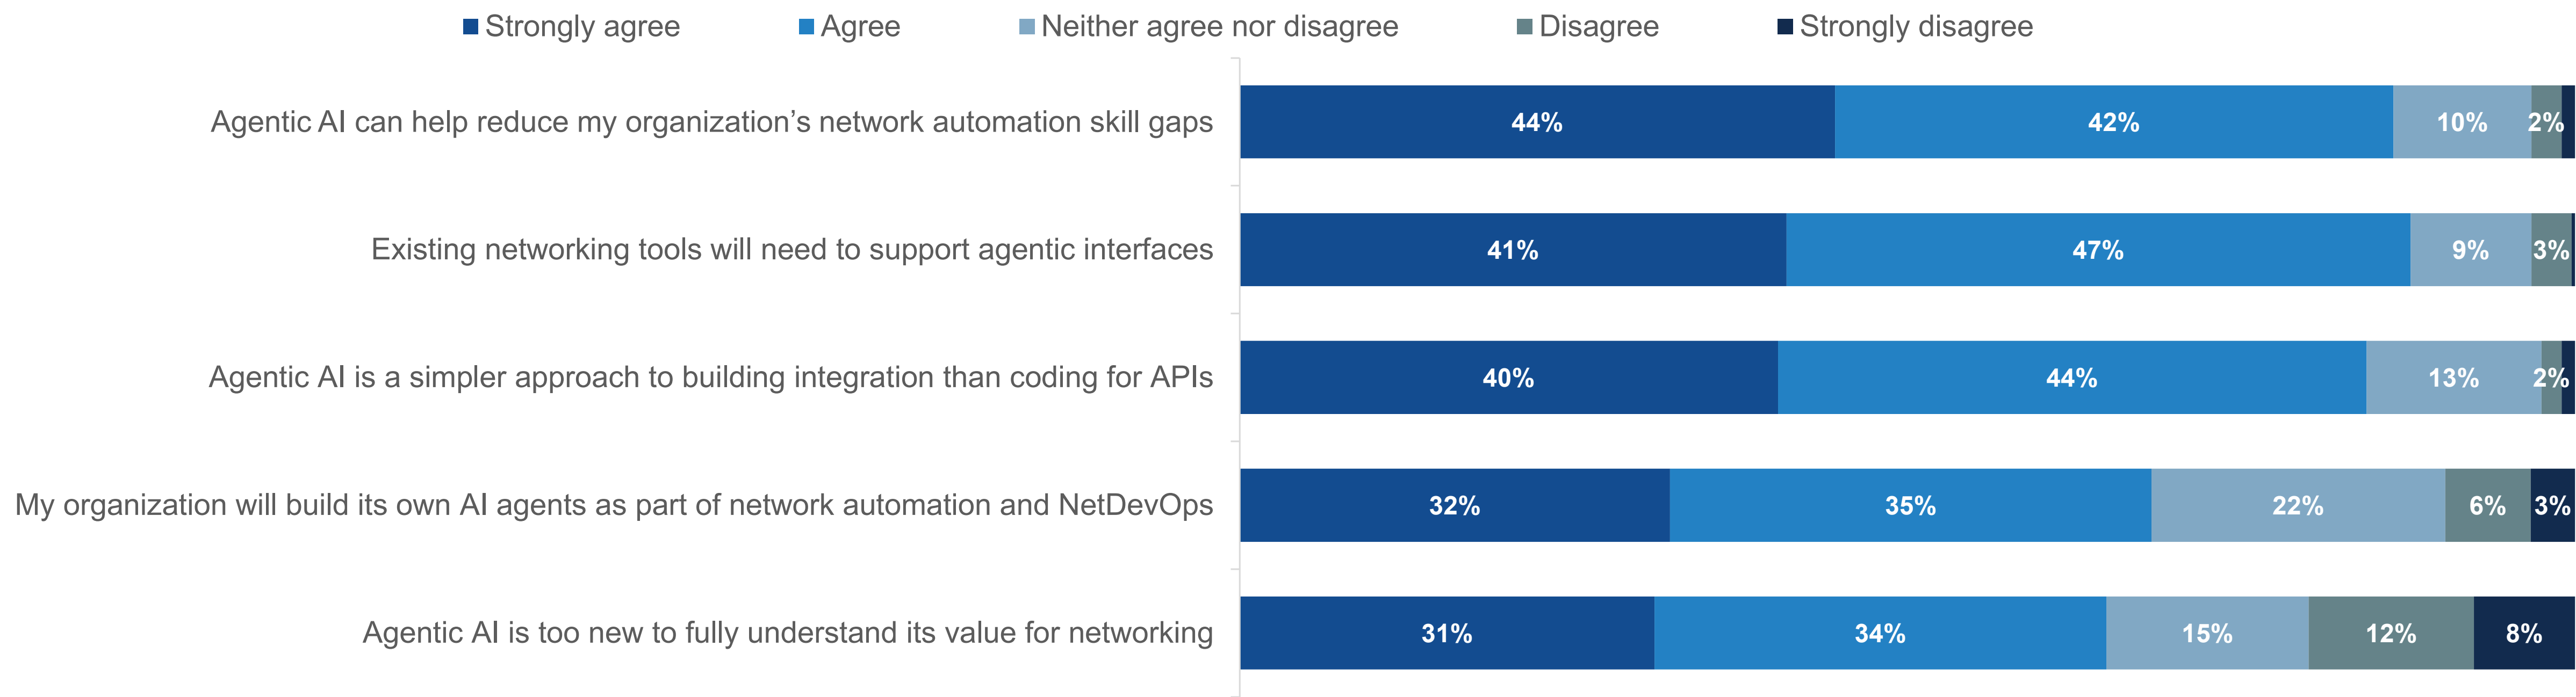 Strongly agree Agree Neither agree nor disagree Disagree Strongly disagree
Agentic AI can help reduce my organization’s network automation skill gaps 44% 42% 10% 2%
Existing networking tools will need to support agentic interfaces 41% 47% 9% 3%
Agentic AI is a simpler approach to building integration than coding for APIs 40% 44% 13% 2%
My organization will build its own AI agents as part of network automation and NetDevOps 32% 35% 22% 6% 3%
Agentic AI is too new to fully understand its value for networking 31% 34% 15% 12% 8%